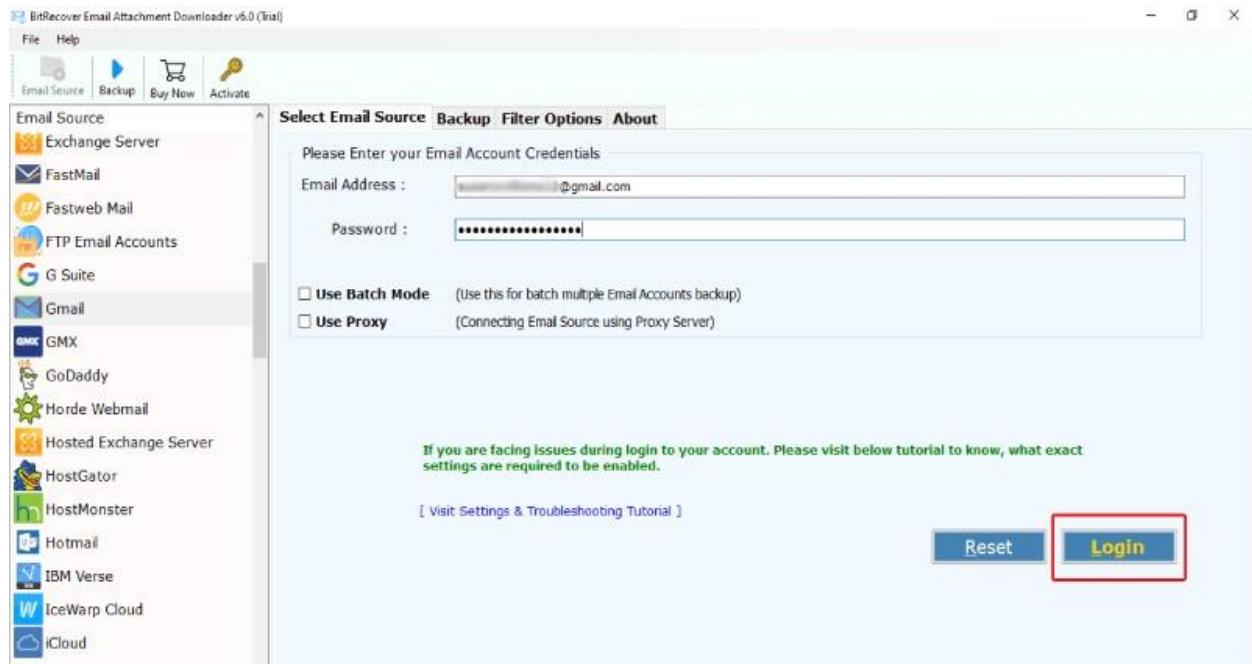 BitRecover Email Attachment Downloader v6.0 (Trial)
File Help
Email Source Backup Buy Now Activate
Email Source
Exchange Server
FastMail
Fastweb Mail
FTP Email Accounts
G Suite
Gmail
GMX
GoDaddy
Horde Webmail
Hosted Exchange Server
HostGator
HostMonster
Hotmail
IBM Verse
IceWarp Cloud
iCloud
Select Email Source Backup Filter Options About
Please Enter your Email Account Credentials
Email Address :
@gmail.com
Password :
Use Batch Mode (Use this for batch multiple Email Accounts backup)
Use Proxy (Connecting Email Source using Proxy Server)
If you are facing issues during login to your account. Please visit below tutorial to know, what exact
settings are required to be enabled.
[ Visit Settings & Troubleshooting Tutorial ]
Reset Login